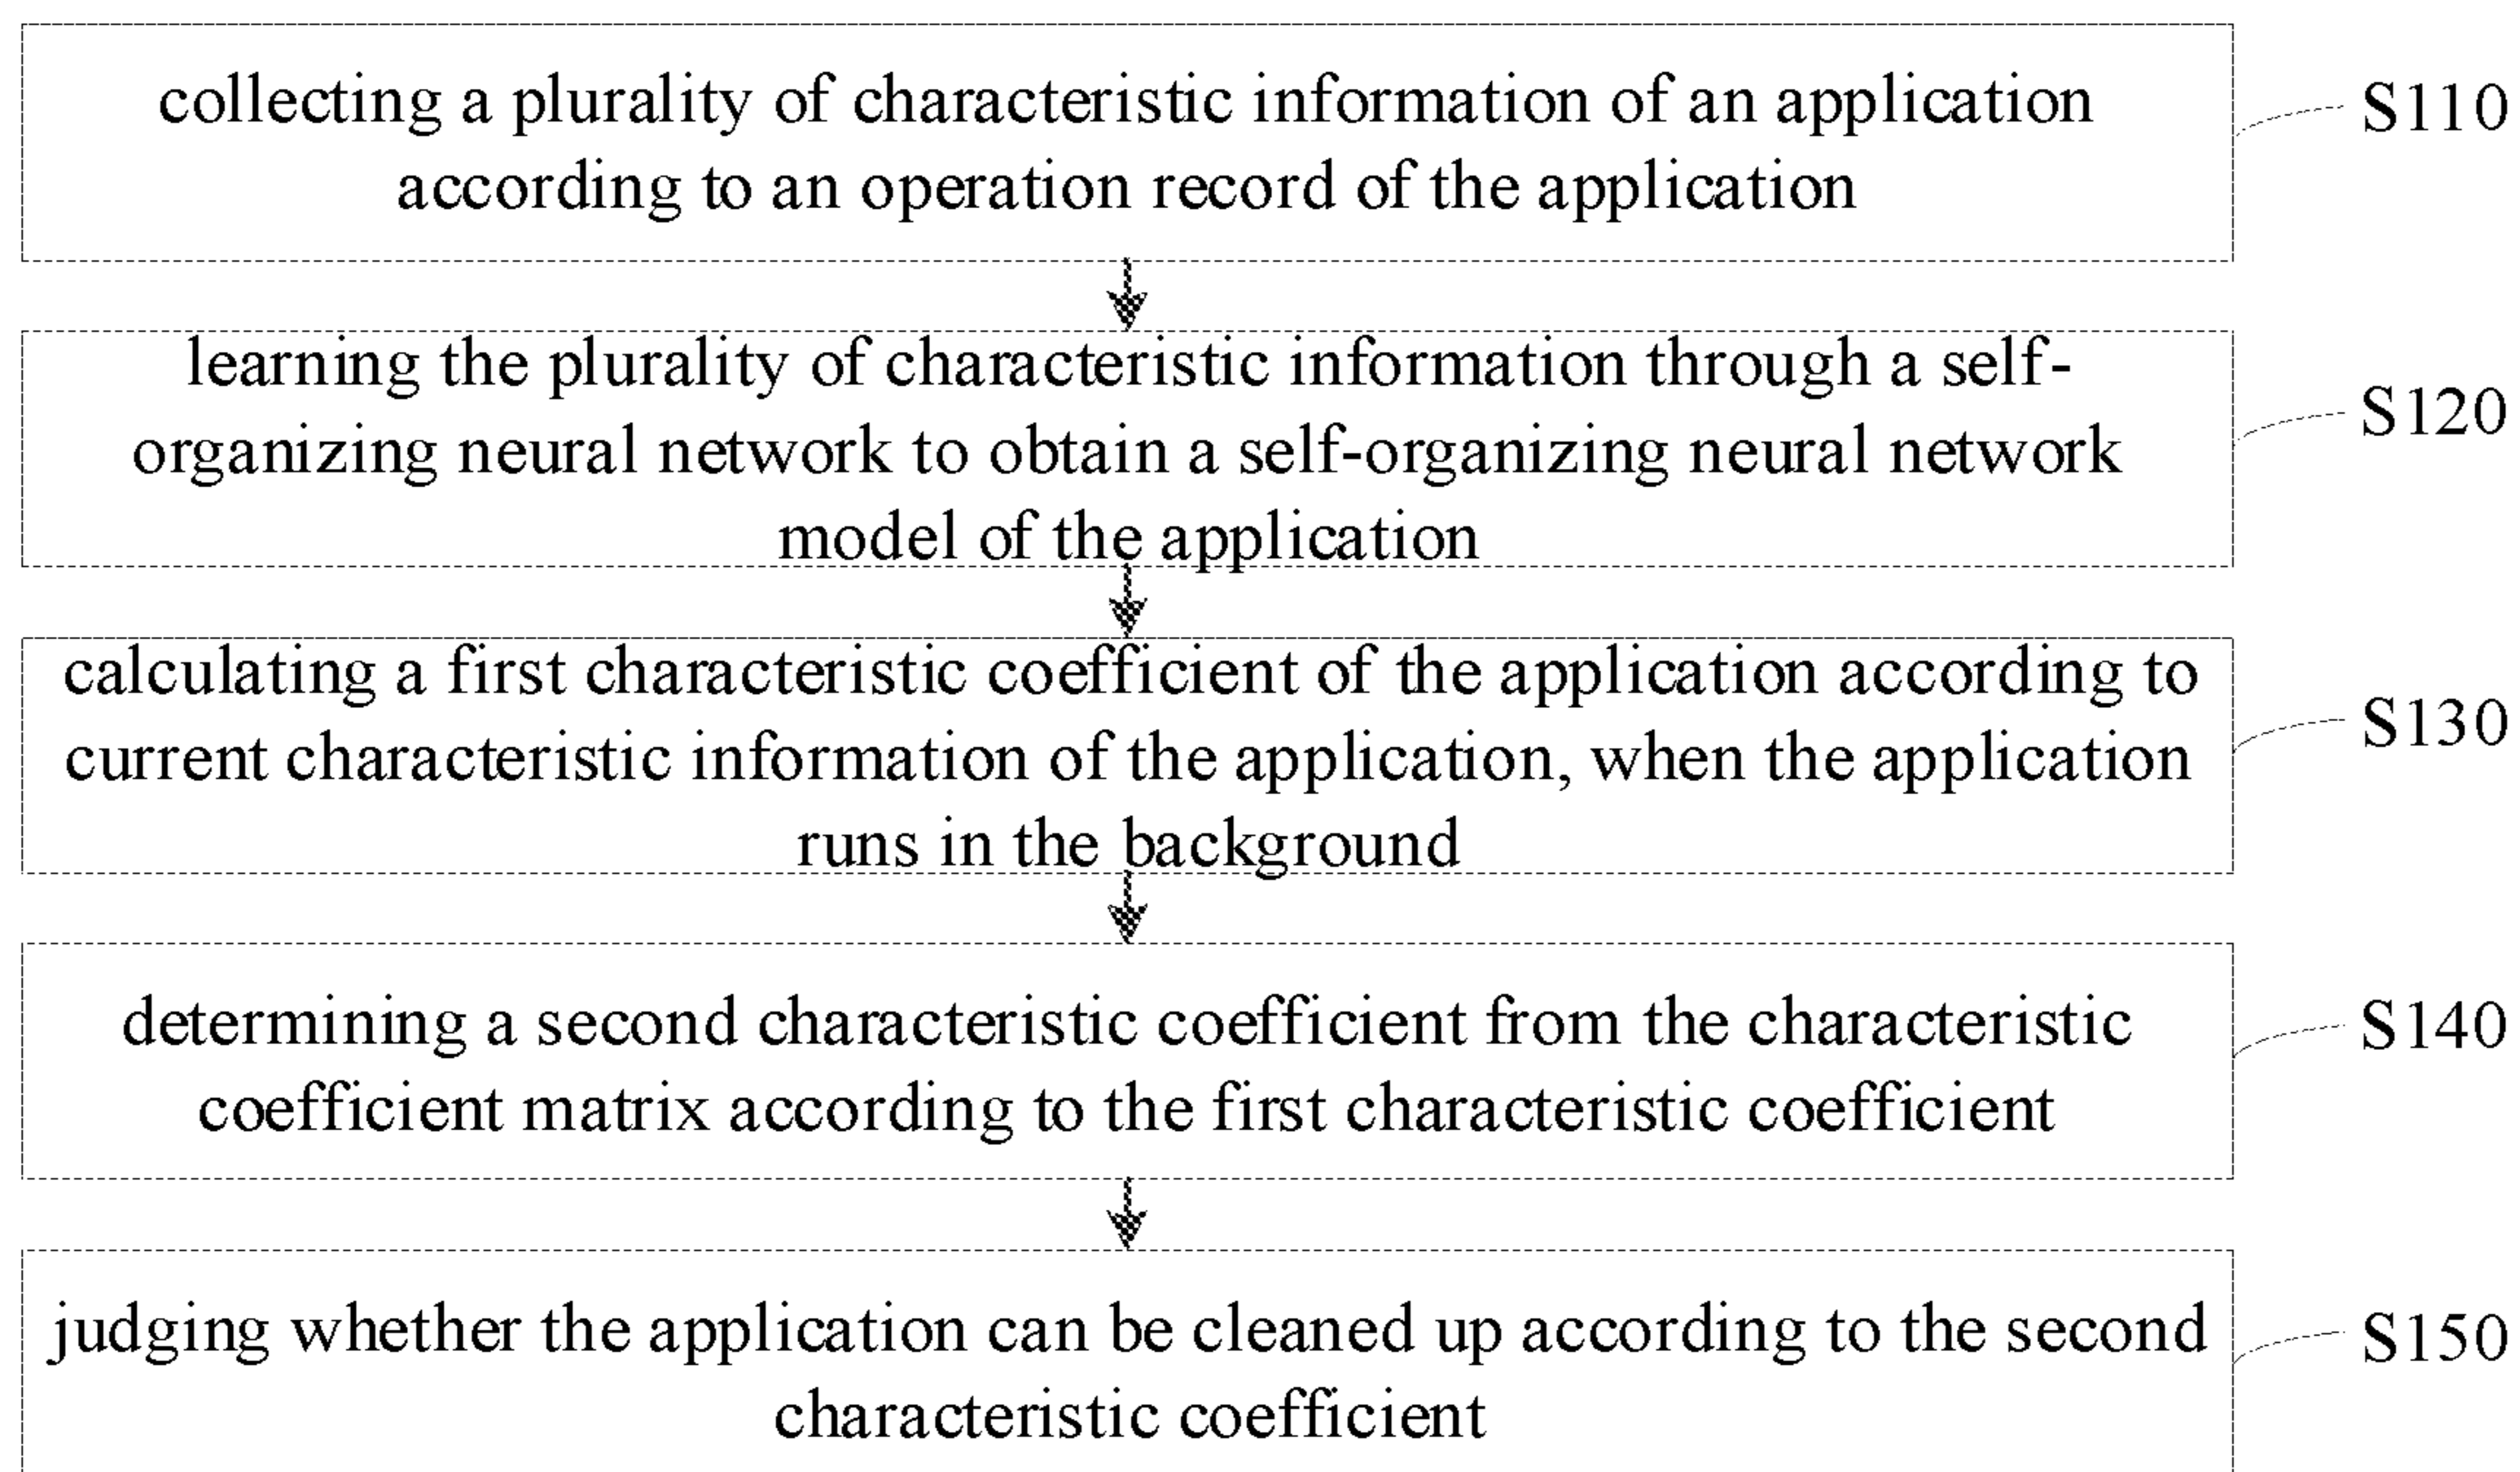 collecting a plurality of characteristic information of an application
according to an operation record of the application
S110
learning the plurality of characteristic information through a self-
organizing neural network to obtain a self-organizing neural network
model of the application
S120
calculating a first characteristic coefficient of the application according to
current characteristic information of the application, when the application
runs in the background
S130
determining a second characteristic coefficient from the characteristic
coefficient matrix according to the first characteristic coefficient
S140
judging whether the application can be cleaned up according to the second
characteristic coefficient
S150